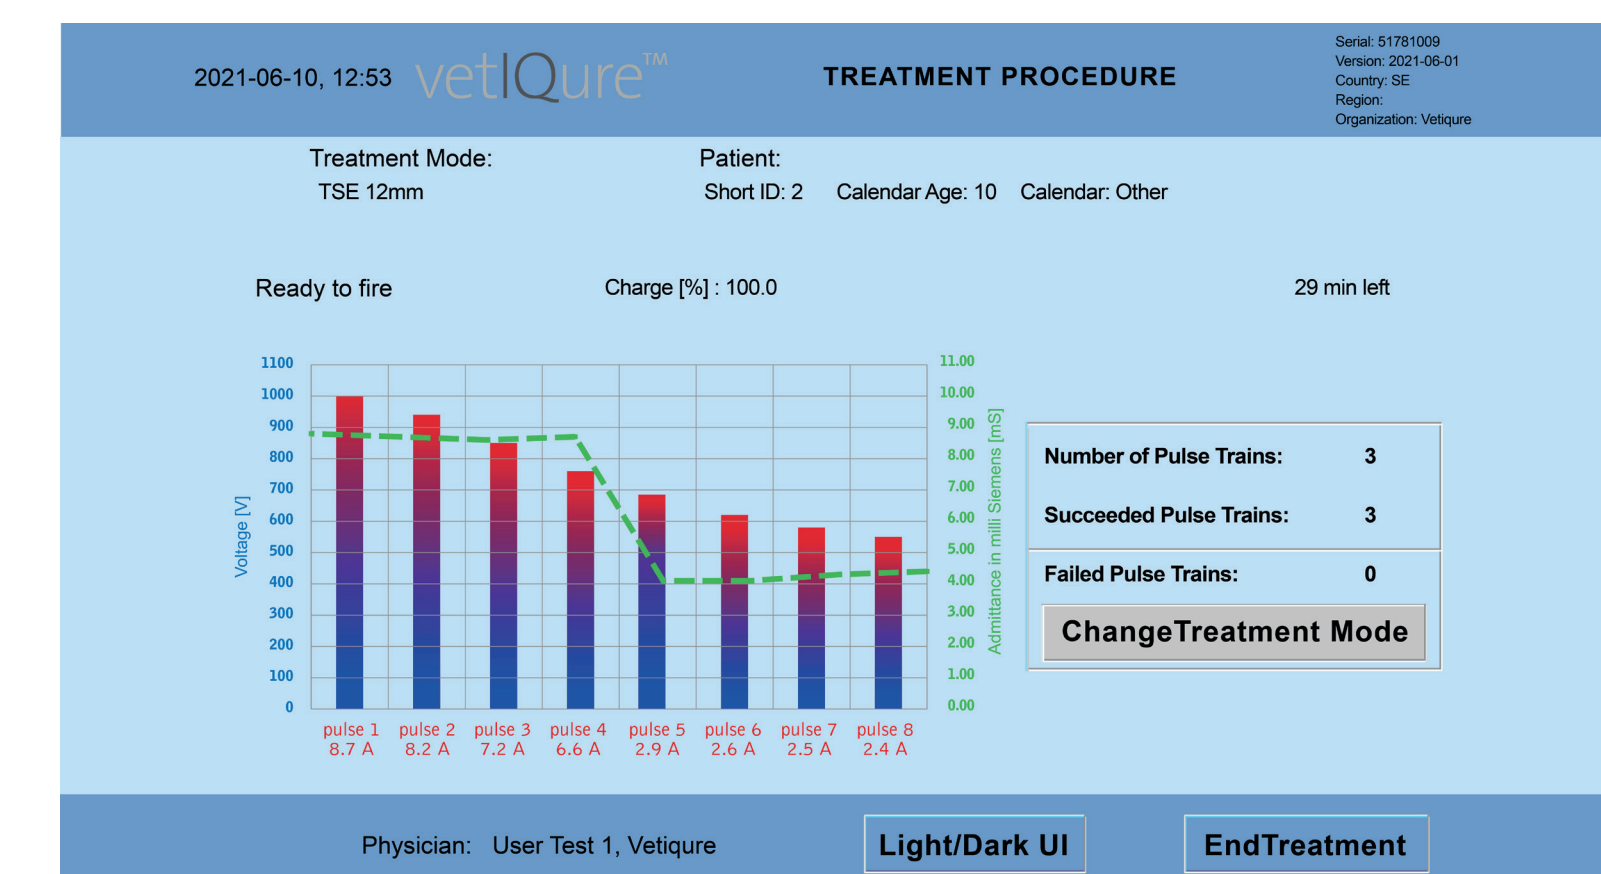 2021-06-10, 12:53
vetIQure™
TREATMENT PROCEDURE
Serial: 51781009
Version: 2021-06-01
Country: SE
Region:
Organization: Vetiqure
Treatment Mode:
Patient:
TSE 12mm
Short ID: 2 Calendar Age: 10 Calendar: Other
Ready to fire
Charge [%] : 100.0
29 min left
Voltage [V]
1100
1000
900
800
700
600
500
400
300
200
100
0
11.00
10.00
9.00
8.00
7.00
6.00
5.00
4.00
3.00
2.00
1.00
0.00
Admittance in milli Siemens [mS]
pulse 1 pulse 2 pulse 3 pulse 4 pulse 5 pulse 6 pulse 7 pulse 8
8.7 A 8.2 A 7.2 A 6.6 A 2.9 A 2.6 A 2.5 A 2.4 A
Number of Pulse Trains: 3
Succeeded Pulse Trains: 3
Failed Pulse Trains: 0
ChangeTreatment Mode
Physician: User Test 1, Vetiqure
Light/Dark UI
EndTreatment